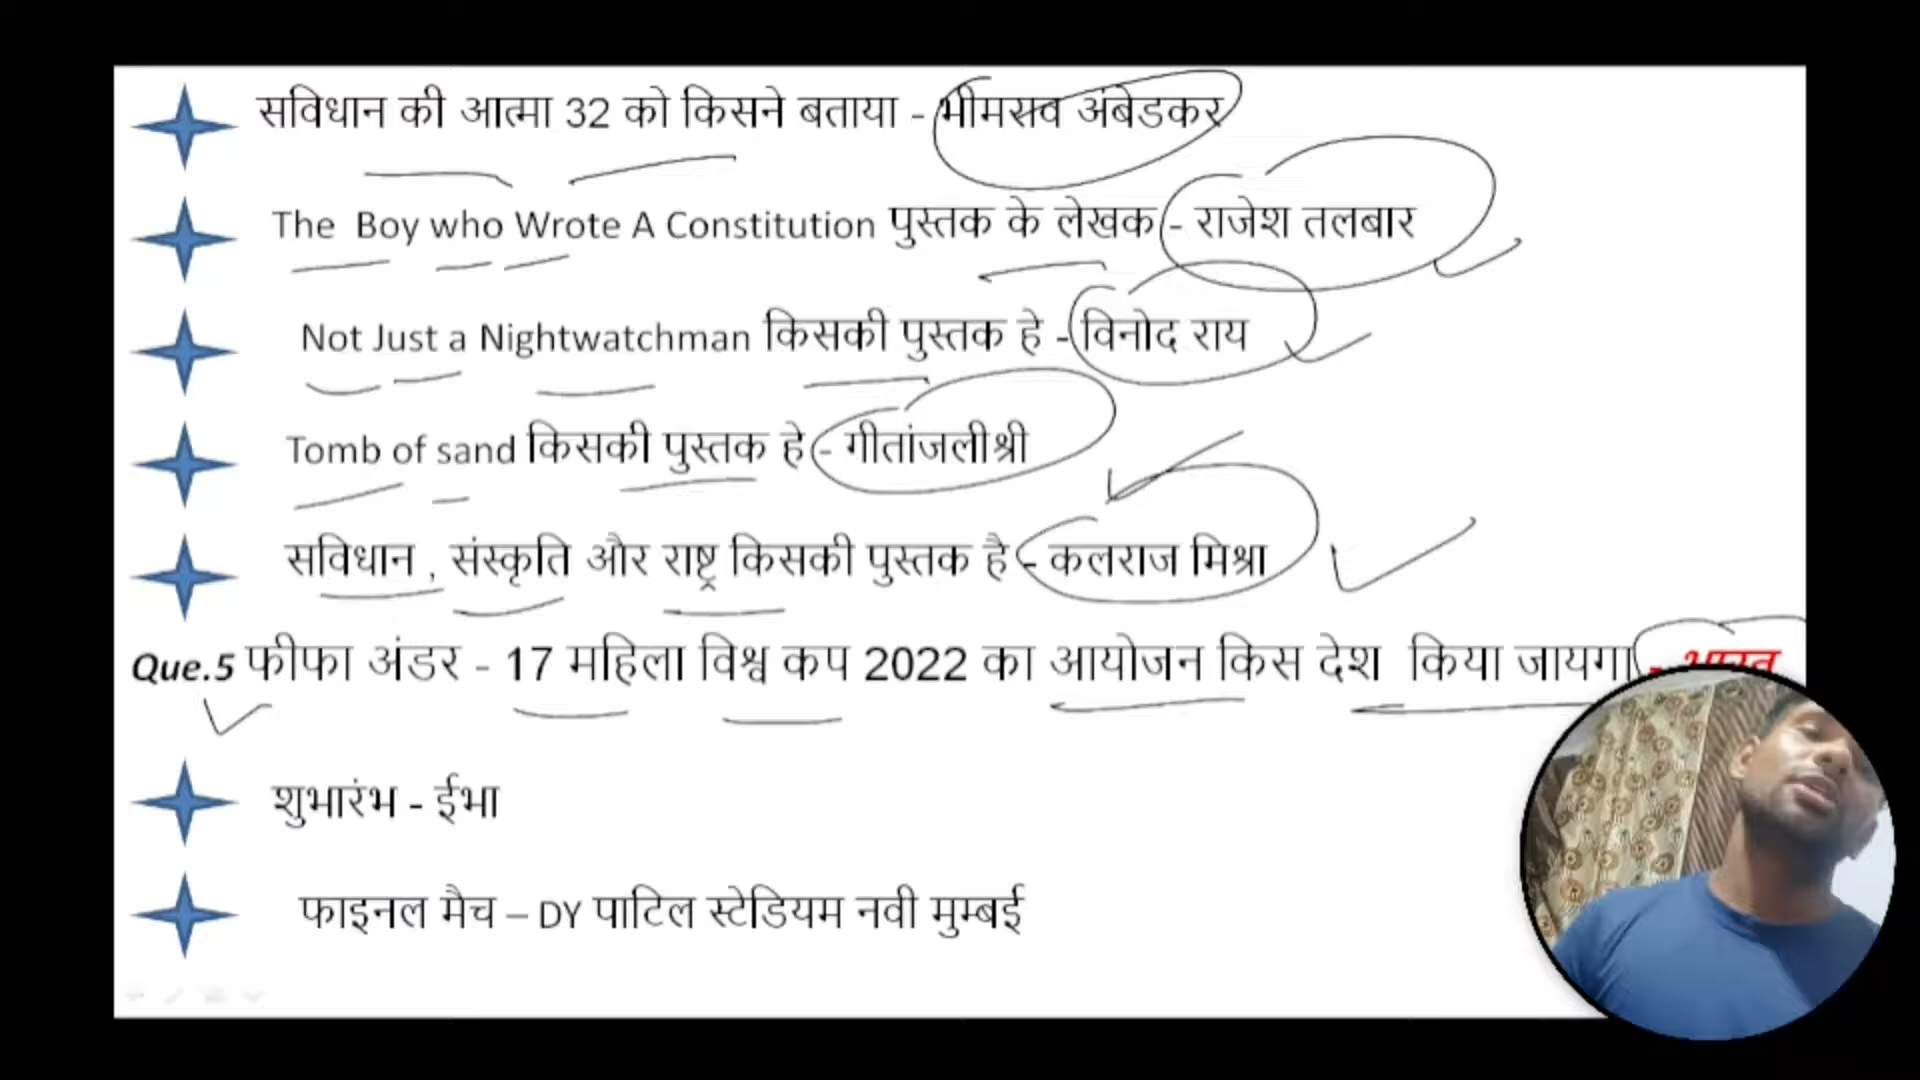 सविधान की आत्मा 32 को किसने बताया - भीमराव अंबेडकर
The Boy who Wrote A Constitution पुस्तक के लेखक - राजेश तलबार
Not Just a Nightwatchman किसकी पुस्तक हे - विनोद राय
Tomb of sand किसकी पुस्तक हे - गीतांजलीश्री
सविधान , संस्कृति और राष्ट्र किसकी पुस्तक है - कलराज मिश्रा
Que.5 फीफा अंडर - 17 महिला विश्व कप 2022 का आयोजन किस देश किया जायगा - भारत
शुभारंभ - ईभा
फाइनल मैच – DY पाटिल स्टेडियम नवी मुम्बई